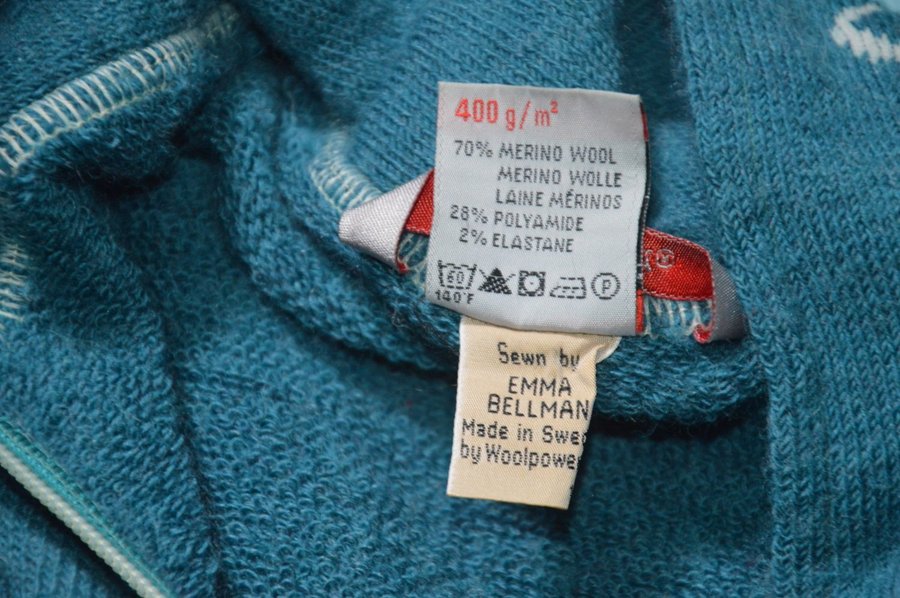 400 g/m²
70% MERINO WOOL
MERINO WOLLE
LAINE MÉRINOS
28% POLYAMIDE
2% ELASTANE
60 P
140°F
Sewn by
EMMA
BELLMAN
Made in Swe
by Woolpowe